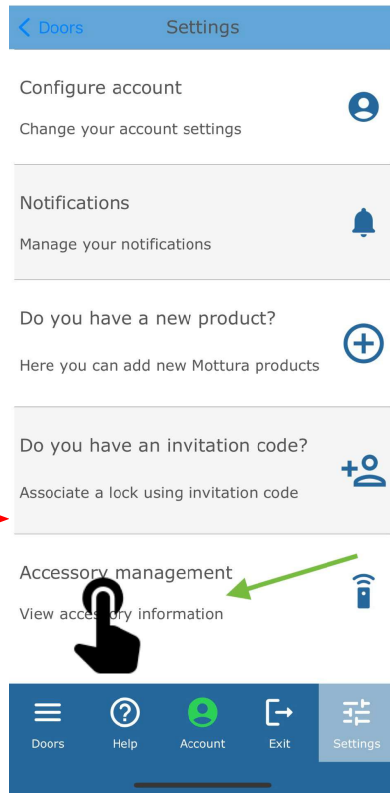 Doors Settings
Configure account
Change your account settings
Notifications
Manage your notifications
Do you have a new product?
Here you can add new Mottura products
Do you have an invitation code?
Associate a lock using invitation code
Accessory management
View accessory information
Doors Help Account Exit Settings